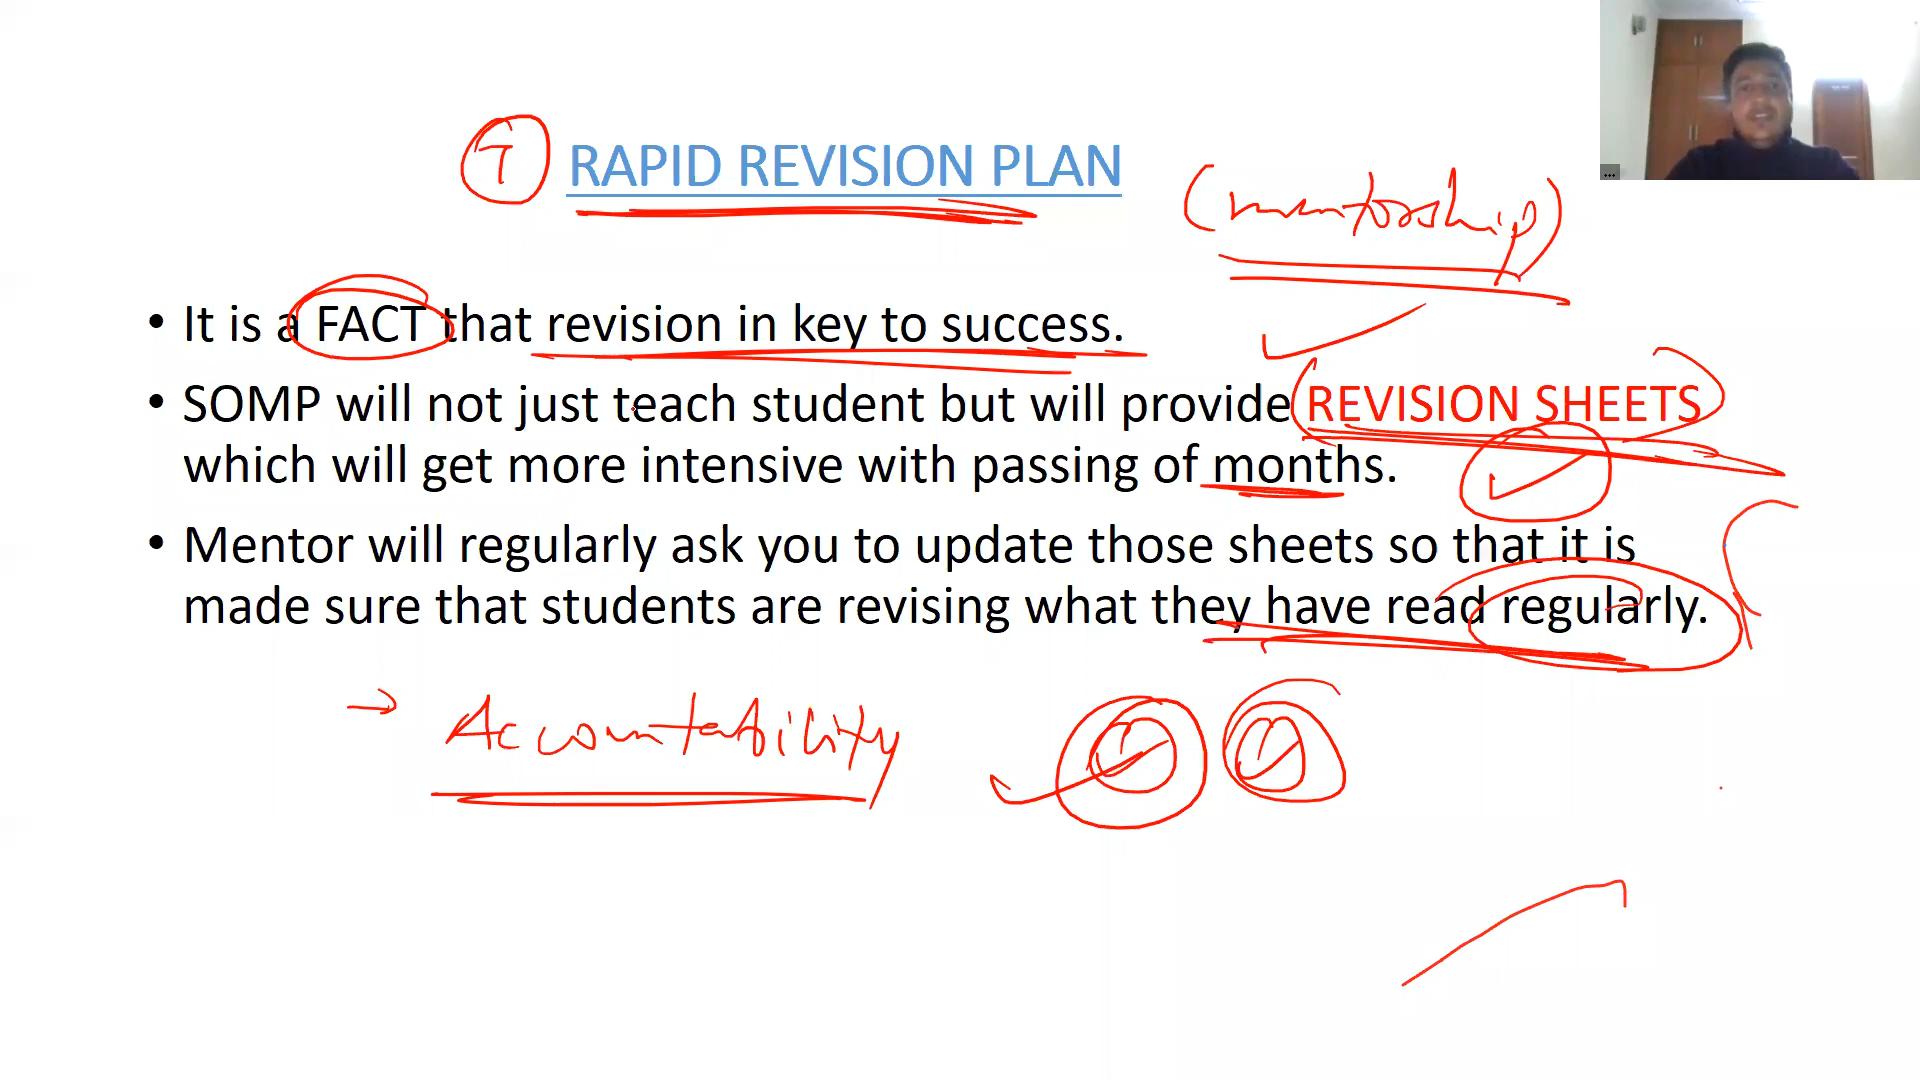 7 RAPID REVISION PLAN
(mentorship)
• It is a FACT that revision in key to success.
• SOMP will not just teach student but will provide REVISION SHEETS
which will get more intensive with passing of months.
• Mentor will regularly ask you to update those sheets so that it is
made sure that students are revising what they have read regularly.
→ Accountability